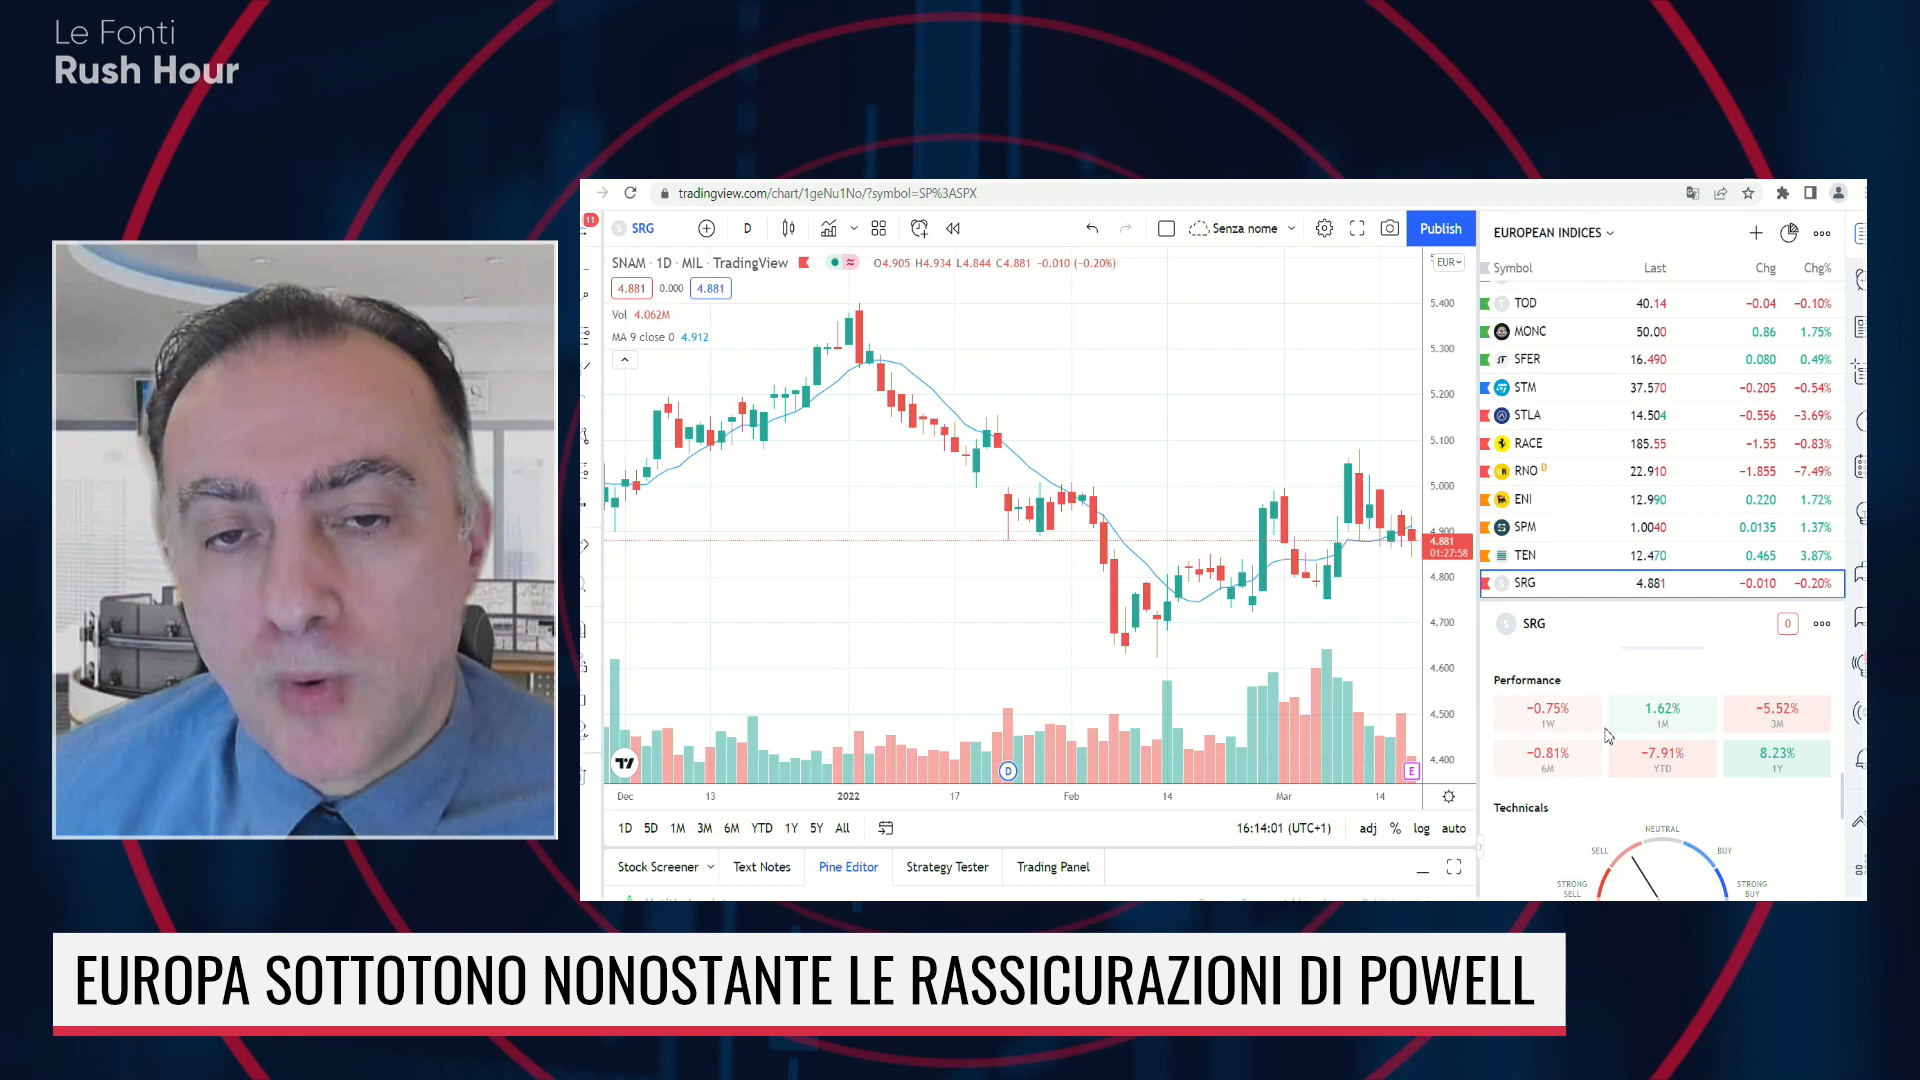 Le Fonti
Rush Hour
tradingview.com/chart/1geNu1No/?symbol=SP%3ASPX
11
SRG
D
Senza nome
Publish
SNAM · 1D · MIL · TradingView
O4.905 H4.934 L4.844 C4.881 −0.010 (−0.20%)
EUR
4.881 0.000 4.881
Vol 4.062M
MA 9 close 0 4.912
5.400
5.300
5.200
5.100
5.000
4.900
4.881
01:27:58
4.800
4.700
4.600
4.500
4.400
D
E
Dec 13 2022 17 Feb 14 Mar 14
1D 5D 1M 3M 6M YTD 1Y 5Y All
16:14:01 (UTC+1) adj % log auto
Stock Screener Text Notes Pine Editor Strategy Tester Trading Panel
EUROPEAN INDICES
Symbol Last Chg Chg%
TOD 40.14 −0.04 −0.10%
MONC 50.00 0.86 1.75%
SFER 16.490 0.080 0.49%
STM 37.570 −0.205 −0.54%
STLA 14.504 −0.556 −3.69%
RACE 185.55 −1.55 −0.83%
RNO D 22.910 −1.855 −7.49%
ENI 12.990 0.220 1.72%
SPM 1.0040 0.0135 1.37%
TEN 12.470 0.465 3.87%
SRG 4.881 −0.010 −0.20%
SRG 0
Performance
−0.75% 1.62% −5.52%
1W 1M 3M
−0.81% −7.91% 8.23%
6M YTD 1Y
Technicals
NEUTRAL
SELL BUY
STRONG SELL STRONG BUY
EUROPA SOTTOTONO NONOSTANTE LE RASSICURAZIONI DI POWELL